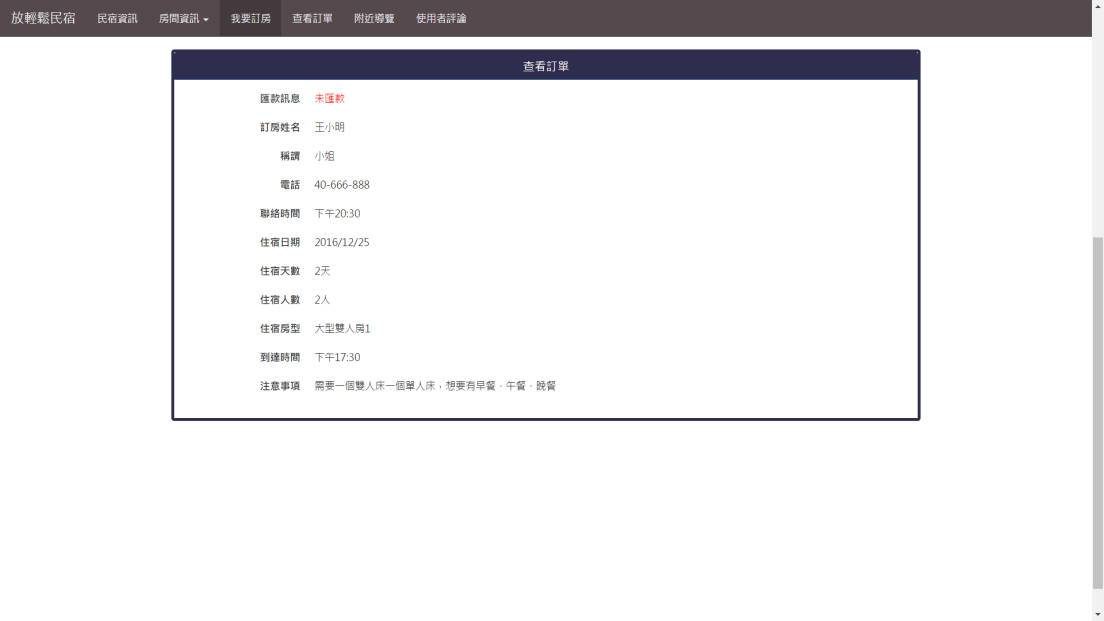 放輕鬆民宿 民宿資訊 房間資訊 我要訂房 查看訂單 附近導覽 使用者評論
查看訂單
匯款訊息 未匯款
訂房姓名 王小明
稱謂 小姐
電話 40-666-888
聯絡時間 下午20:30
住宿日期 2016/12/25
住宿天數 2天
住宿人數 2人
住宿房型 大型雙人房1
到達時間 下午17:30
注意事項 需要一個雙人床一個單人床，想要有早餐、午餐、晚餐